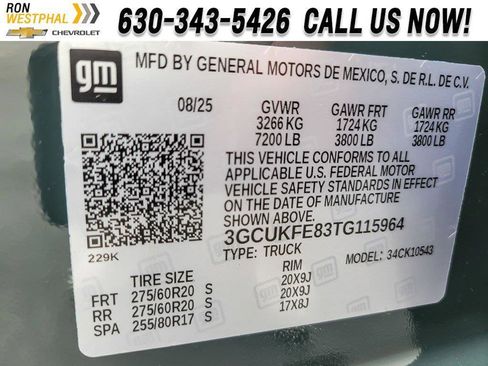 RON
WESTPHAL
CHEVROLET
630-343-5426 CALL US NOW!
gm
MFD BY GENERAL MOTORS DE MEXICO, S. DE R.L. DE C.V.
08/25 GVWR GAWR FRT GAWR RR
3266 KG 1724 KG 1724 KG
7200 LB 3800 LB 3800 LB
THIS VEHICLE CONFORMS TO ALL
APPLICABLE U.S. FEDERAL MOTOR
VEHICLE SAFETY STANDARDS IN EFFECT
ON THE DATE OF MANUFACTURE
SHOWN ABOVE.
3GCUKFE83TG115964
229K TYPE: TRUCK MODEL: 34CK10543
TIRE SIZE RIM
FRT 275/60R20 S 20X9J
RR 275/60R20 S 20X9J
SPA 255/80R17 S 17X8J